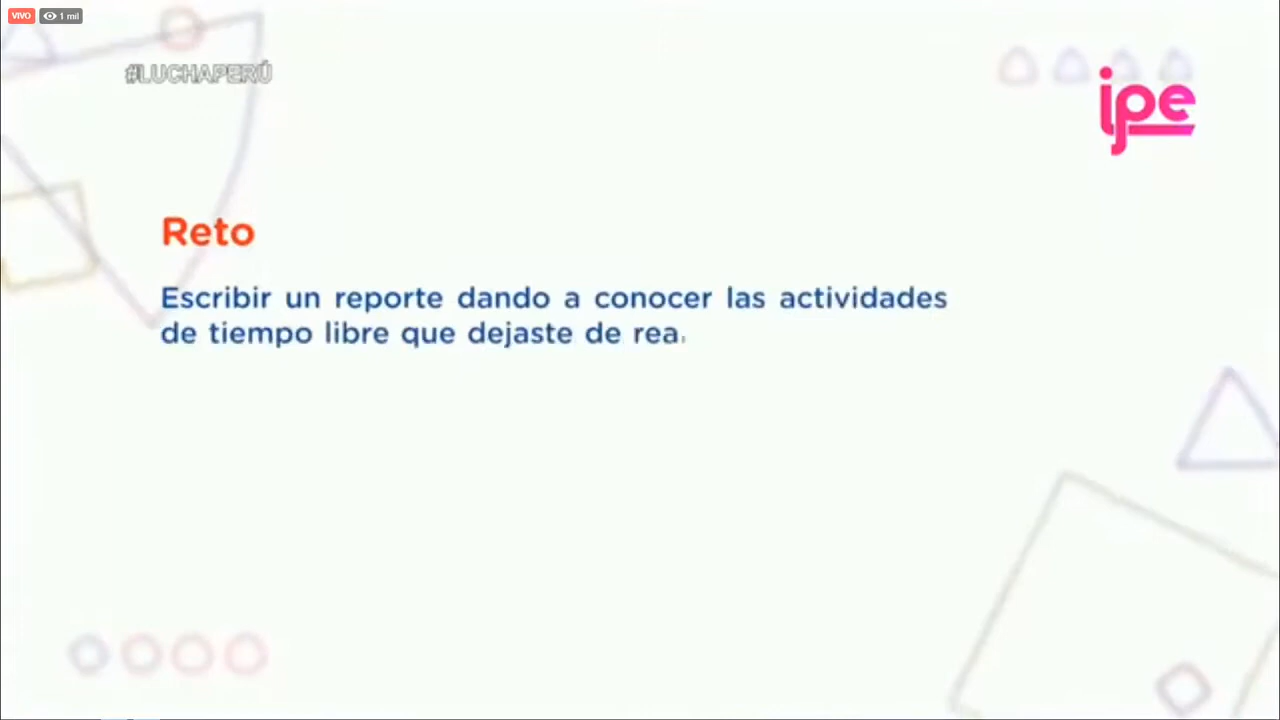 VIVO 1 mil
#LUCHAPERÚ
ipe
Reto
Escribir un reporte dando a conocer las actividades
de tiempo libre que dejaste de rea